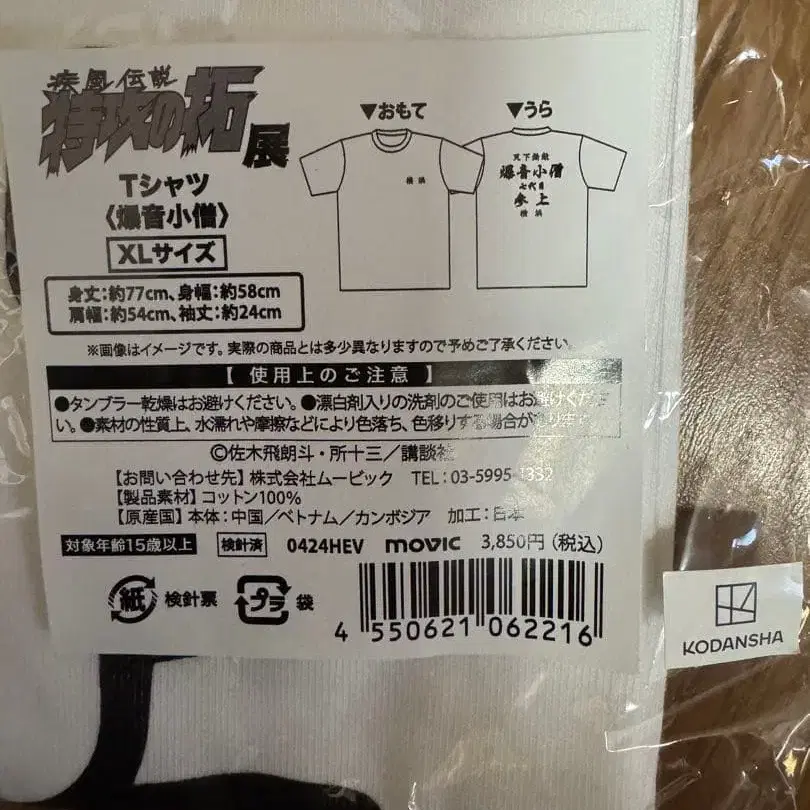 疾風伝説
特攻の拓展
Tシャツ
〈爆音小僧〉
XLサイズ
身丈:約77cm、身幅:約58cm
肩幅:約54cm、袖丈:約24cm
▼おもて
横浜
▼うら
天下無敵
爆音小僧
七代目
参上
横浜
※画像はイメージです。実際の商品とは多少異なりますので予めご了承ください。
【使用上のご注意】
●タンブラー乾燥はお避けください。●漂白剤入りの洗剤のご使用はお避けくださ
い。●素材の性質上、水濡れや摩擦などにより色落ち、色移りする場合が
©佐木飛朗斗・所十三／講談社
【お問い合わせ先】株式会社ムービック TEL:03-5995-1332
【製品素材】コットン100%
【原産国】本体:中国／ベトナム／カンボジア 加工:日本
対象年齢15歳以上 検針済 0424HEV movic 3,850円(税込)
紙 検針票 プラ 袋
4 550621 062216
KODANSHA